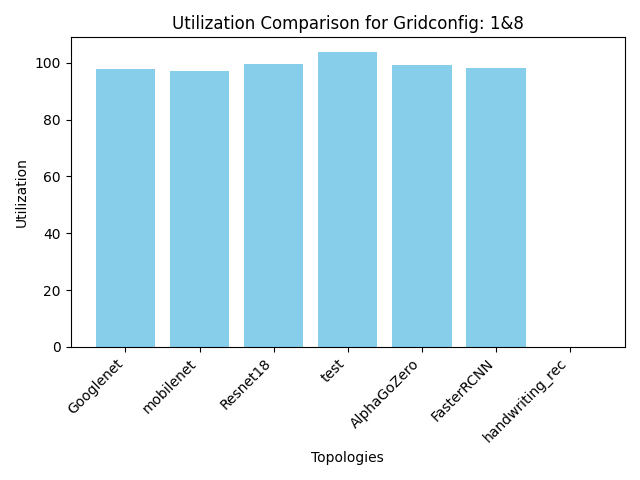 Utilization Comparison for Gridconfig: 1&8
100
80
60
40
20
0
Utilization
Googlenet
mobilenet
Resnet18
test
AlphaGoZero
FasterRCNN
handwriting_rec
Topologies